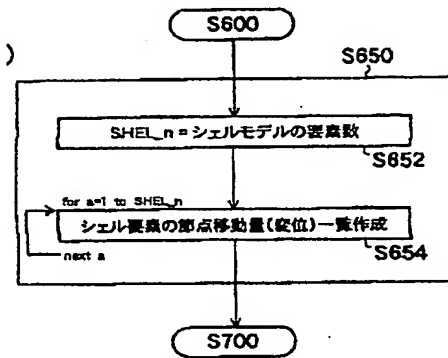 S600
)
S650
SHEL_n = シェルモデルの要素数
S652
for a=1 to SHEL_n
シェル要素の節点移動量(変位)一覧作成
next a
S654
S700